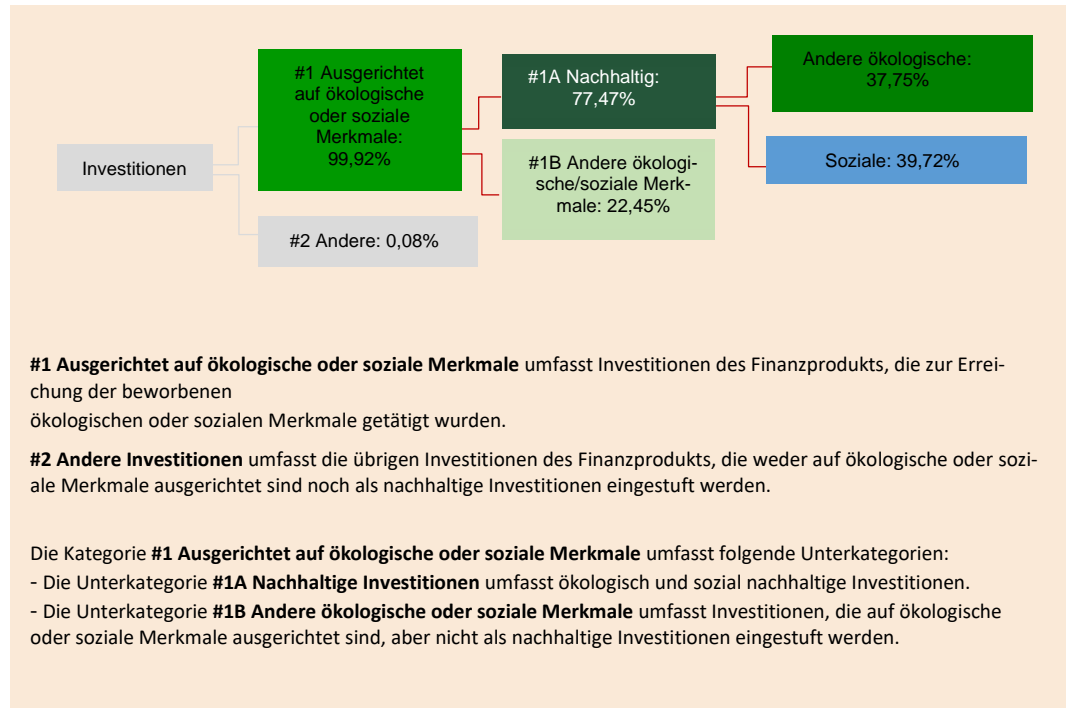 Investitionen
#1 Ausgerichtet
auf ökologische
oder soziale
Merkmale:
99,92%
#2 Andere: 0,08%
#1A Nachhaltig:
77,47%
#1B Andere ökologi-
sche/soziale Merk-
male: 22,45%
Andere ökologische:
37,75%
Soziale: 39,72%
#1 Ausgerichtet auf ökologische oder soziale Merkmale umfasst Investitionen des Finanzprodukts, die zur Errei-
chung der beworbenen
ökologischen oder sozialen Merkmale getätigt wurden.
#2 Andere Investitionen umfasst die übrigen Investitionen des Finanzprodukts, die weder auf ökologische oder sozi-
ale Merkmale ausgerichtet sind noch als nachhaltige Investitionen eingestuft werden.
Die Kategorie #1 Ausgerichtet auf ökologische oder soziale Merkmale umfasst folgende Unterkategorien:
- Die Unterkategorie #1A Nachhaltige Investitionen umfasst ökologisch und sozial nachhaltige Investitionen.
- Die Unterkategorie #1B Andere ökologische oder soziale Merkmale umfasst Investitionen, die auf ökologische
oder soziale Merkmale ausgerichtet sind, aber nicht als nachhaltige Investitionen eingestuft werden.